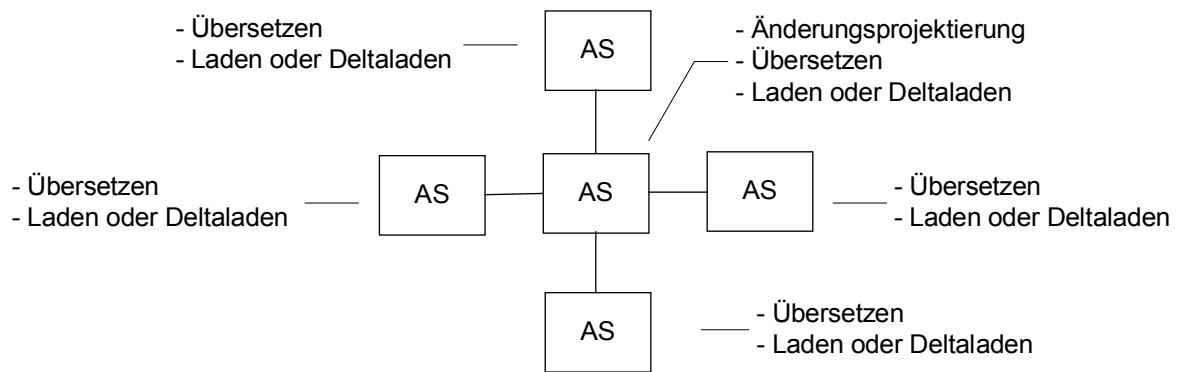 - Übersetzen
- Laden oder Deltaladen
AS
- Änderungsprojektierung
- Übersetzen
- Laden oder Deltaladen
- Übersetzen
- Laden oder Deltaladen
AS
AS
AS
- Übersetzen
- Laden oder Deltaladen
AS
- Übersetzen
- Laden oder Deltaladen